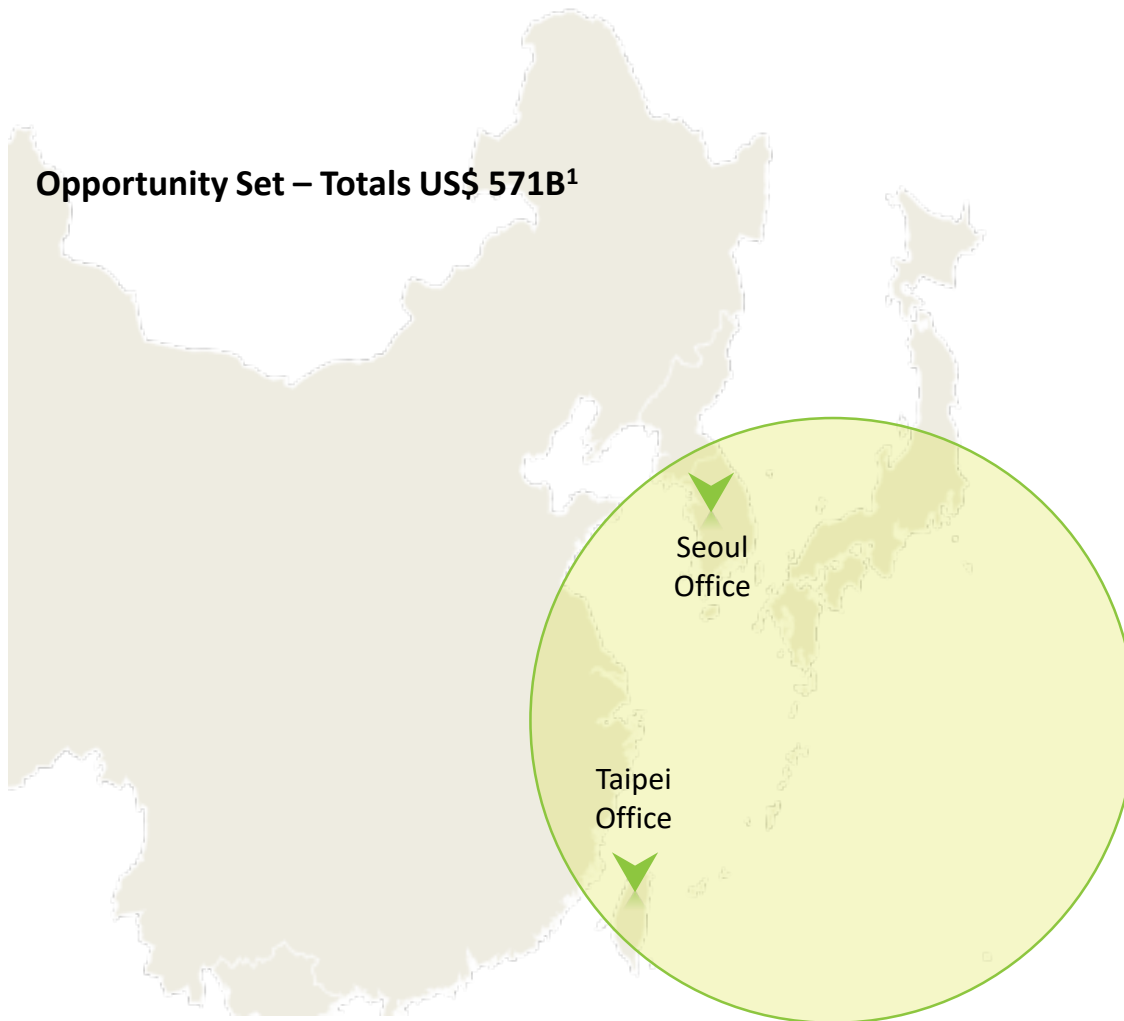 Opportunity Set – Totals US$ 571B¹
Seoul
Office
Taipei
Office